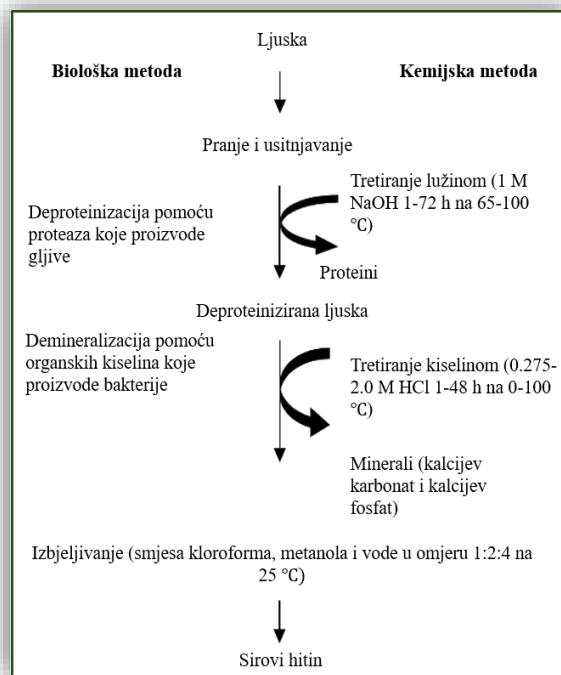 Ljuska
Biološka metoda
Kemijska metoda
Pranje i usitnjavanje
Deproteinizacija pomoću
proteaza koje proizvode
gljive
Tretiranje lužinom (1 M
NaOH 1-72 h na 65-100
℃)
Proteini
Deproteinizirana ljuska
Demineralizacija pomoću
organskih kiselina koje
proizvode bakterije
Tretiranje kiselinom (0.275-
2.0 M HCl 1-48 h na 0-100
℃)
Minerali (kalcijev
karbonat i kalcijev
fosfat)
Izbjeljivanje (smjesa kloroforma, metanola i vode u omjeru 1:2:4 na
25 ℃)
Sirovi hitin